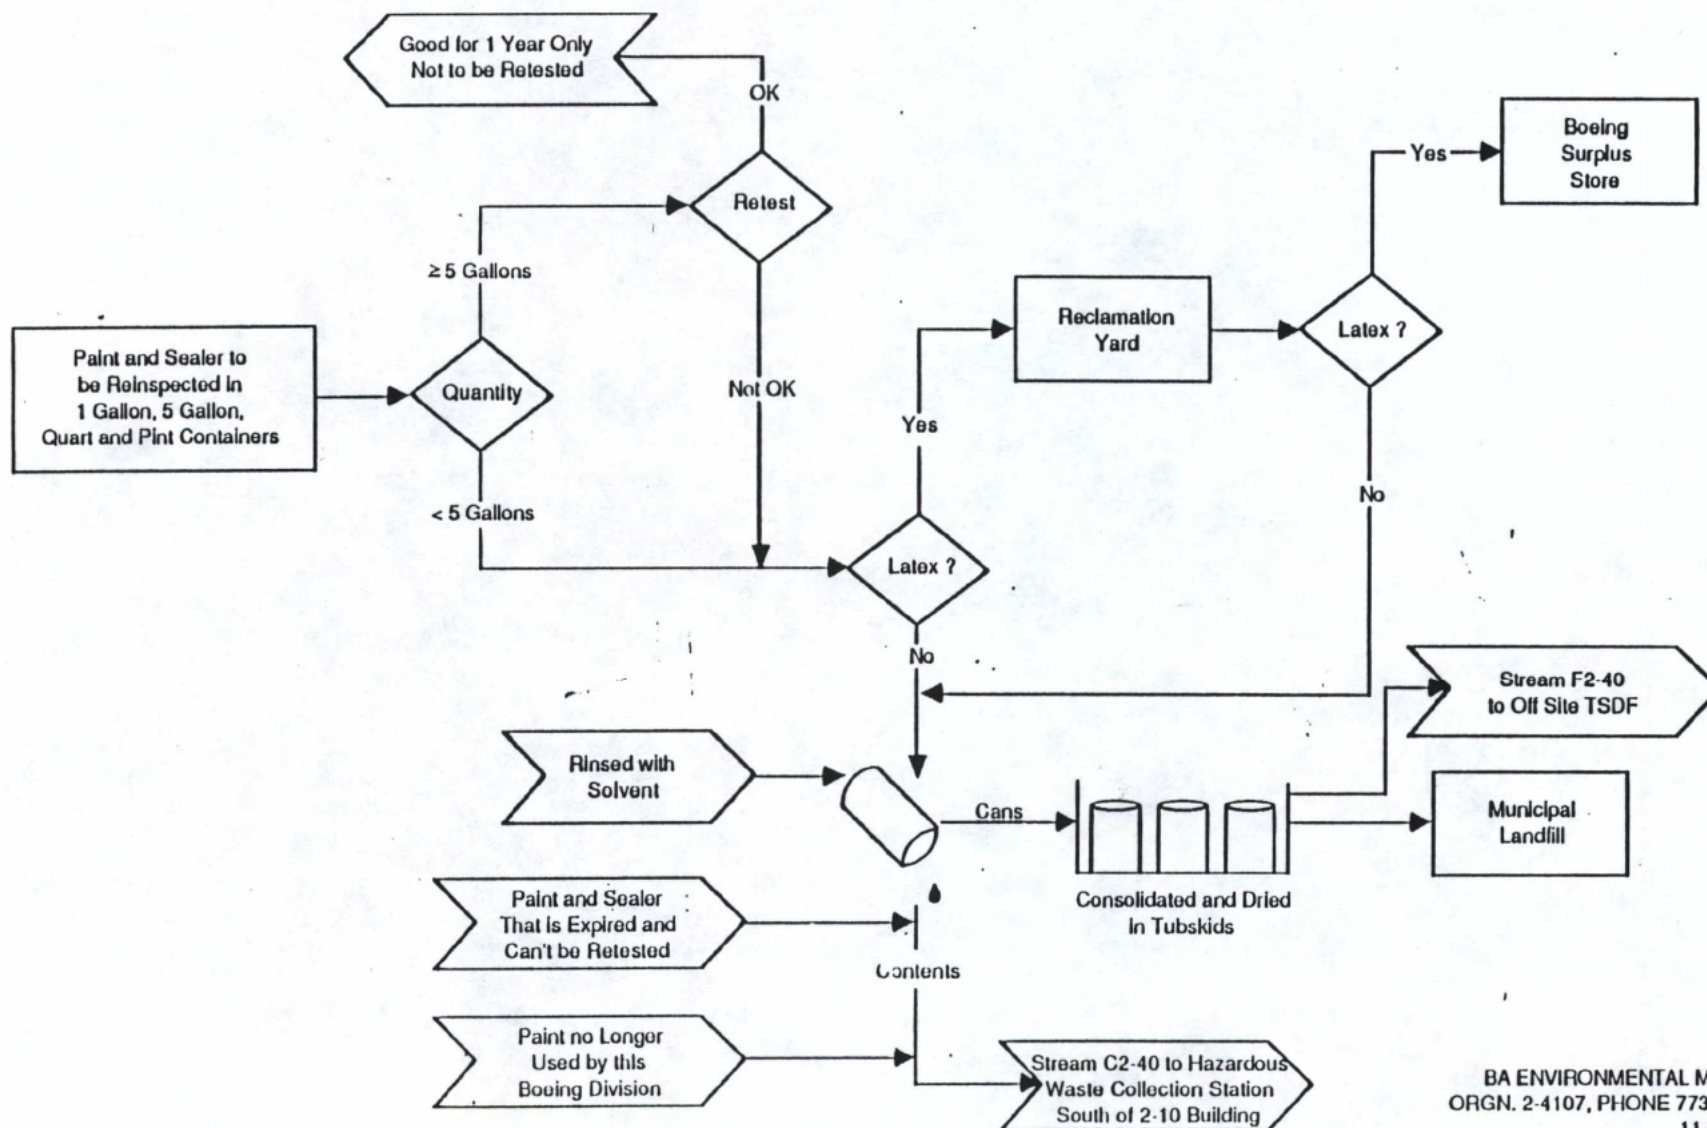 Good for 1 Year Only
Not to be Retested
OK
Boeing
Surplus
Store
Yes
Retest
≥ 5 Gallons
Reclamation
Yard
Latex ?
Paint and Sealer to
be Reinspected in
1 Gallon, 5 Gallon,
Quart and Pint Containers
Quantity
Not OK
Yes
No
< 5 Gallons
Latex ?
No
Stream F2-40
to Off Site TSDF
Rinsed with
Solvent
Cans
Municipal
Landfill
Paint and Sealer
That is Expired and
Can't be Retested
Consolidated and Dried
in Tubskids
Contents
Paint no Longer
Used by this
Boeing Division
Stream C2-40 to Hazardous
Waste Collection Station
South of 2-10 Building
BA ENVIRONMENTAL M
ORGN. 2-4107, PHONE 773